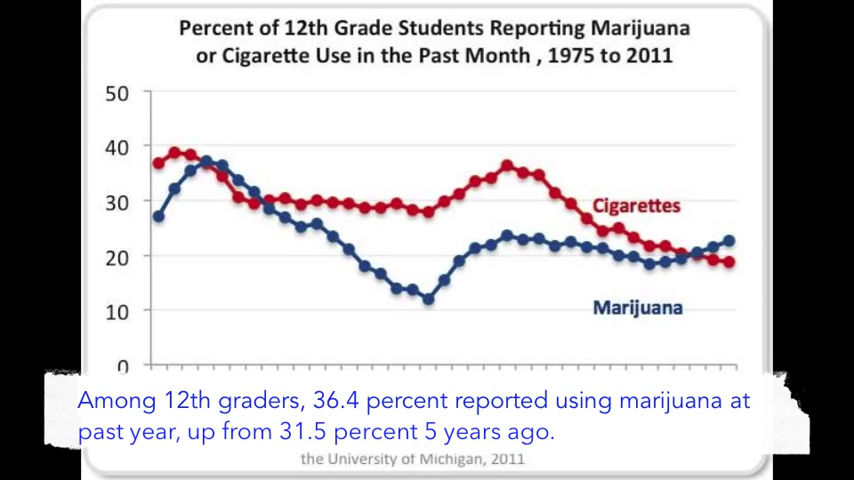 Percent of 12th Grade Students Reporting Marijuana
or Cigarette Use in the Past Month , 1975 to 2011
50
40
30
20
10
0
Cigarettes
Marijuana
Among 12th graders, 36.4 percent reported using marijuana at
past year, up from 31.5 percent 5 years ago.
the University of Michigan, 2011